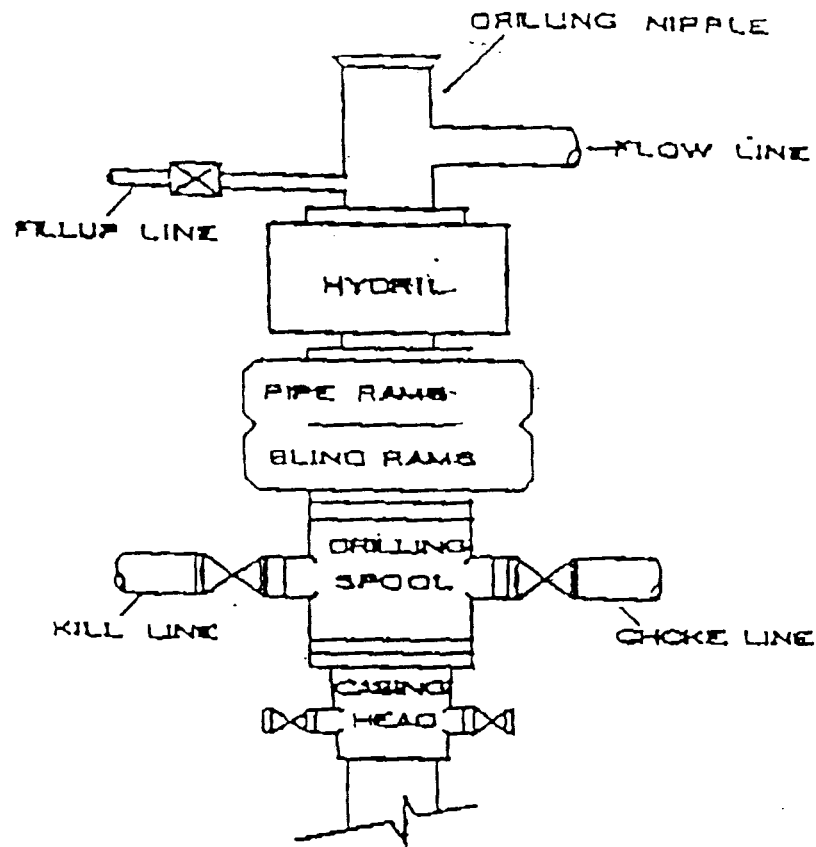 DRILLING NIPPLE
FLOW LINE
FILLUP LINE
HYDRIL
PIPE RAMS
BLIND RAMS
DRILLING
SPOOL
KILL LINE
CHOKE LINE
CASING
HEAD